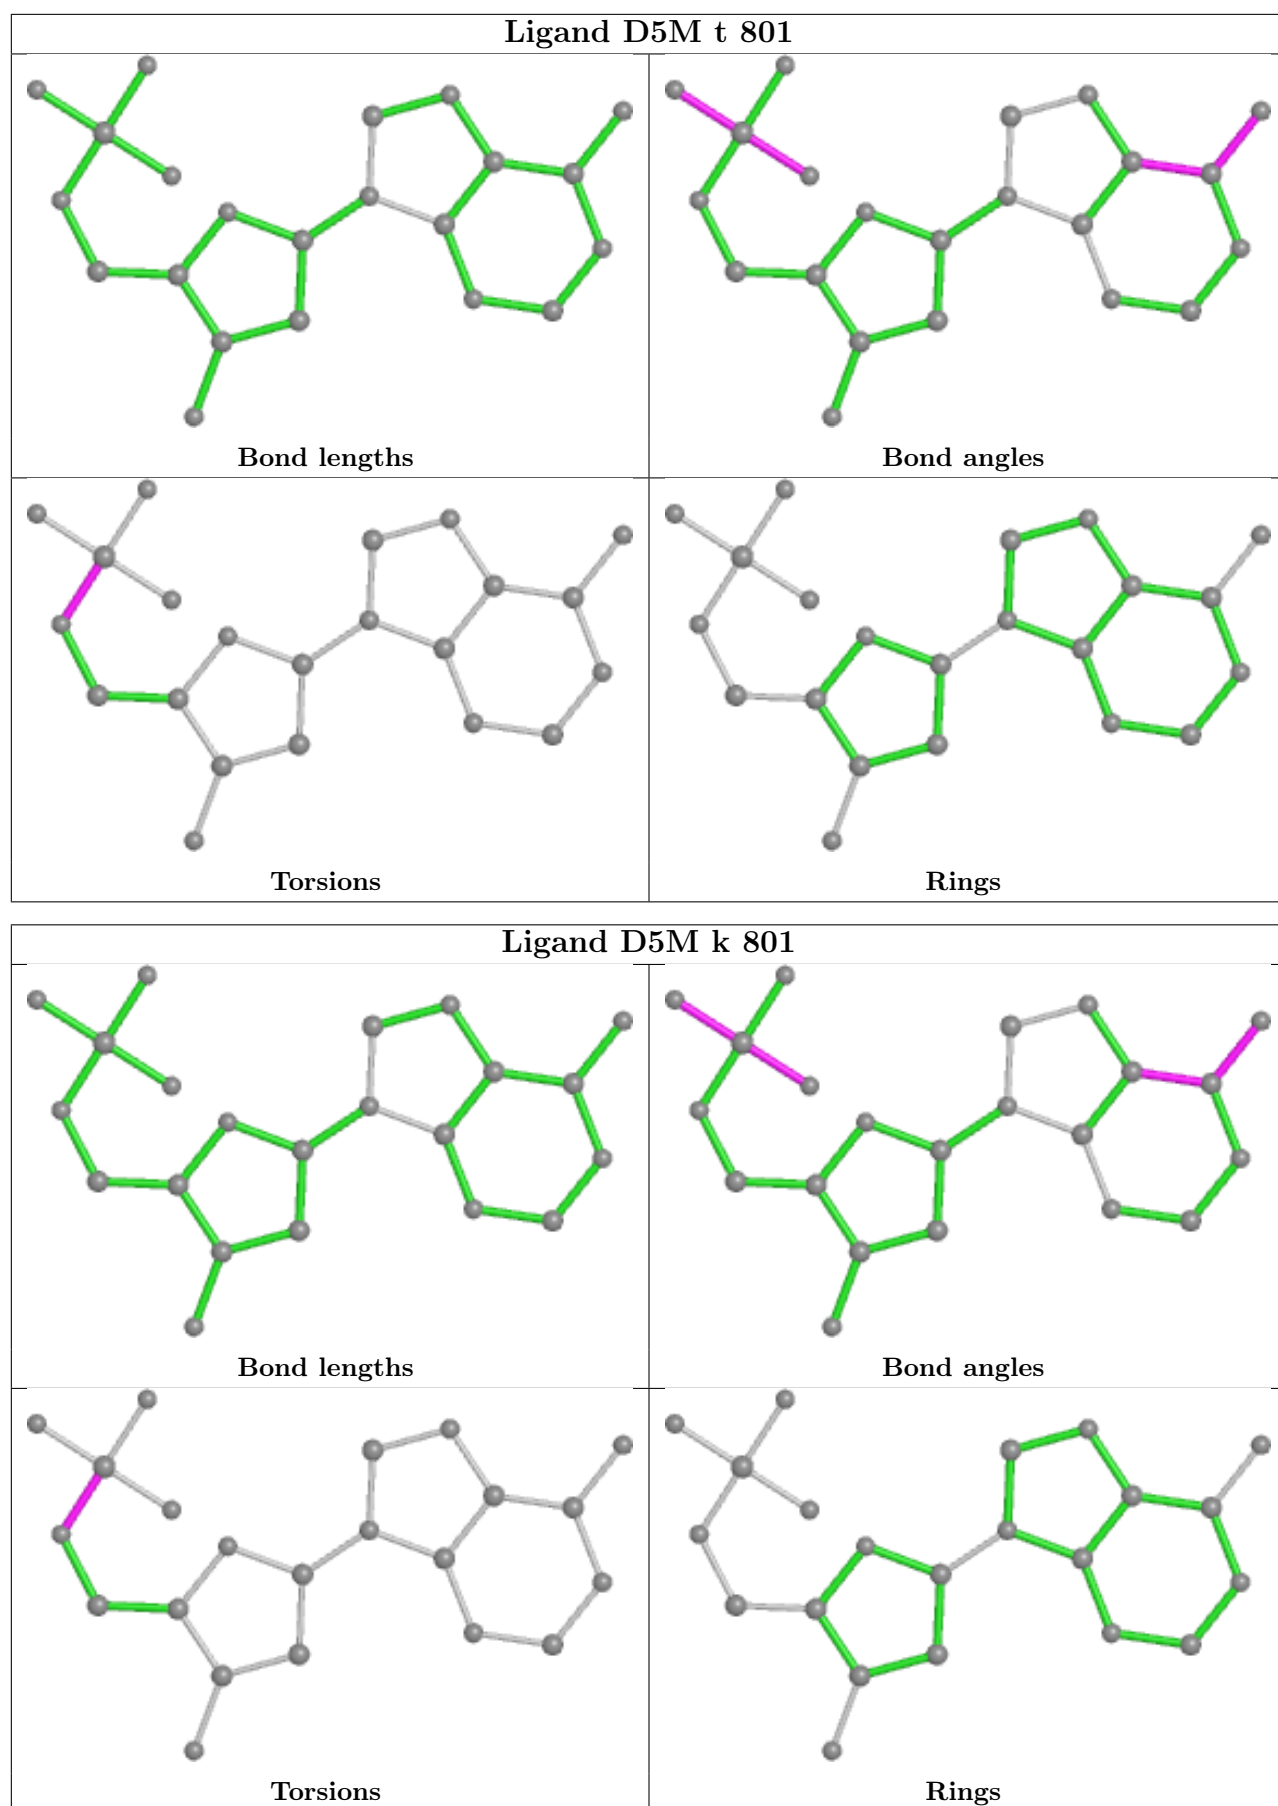 Ligand D5M t 801
Bond lengths
Bond angles
Torsions
Rings
Ligand D5M k 801
Bond lengths
Bond angles
Torsions
Rings